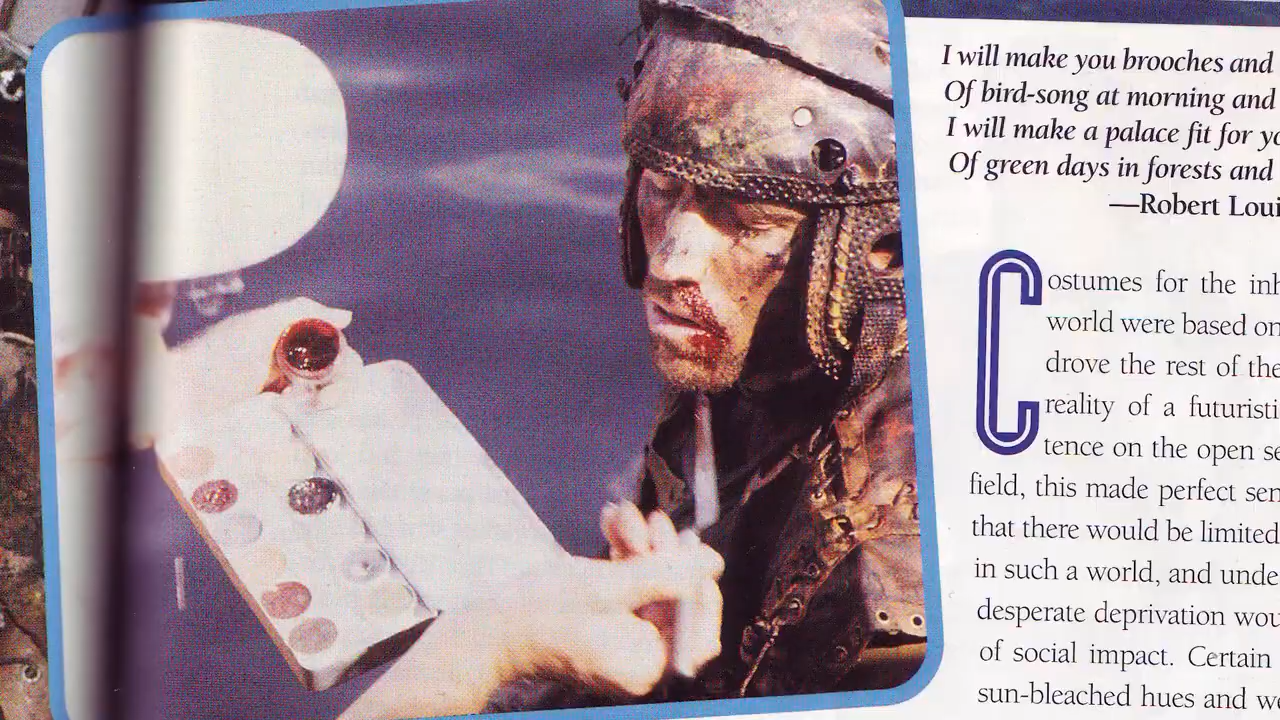 I will make you brooches and
Of bird-song at morning and
I will make a palace fit for
Of green days in forests and
—Robert
Costumes for the
world were based on
drove the rest of the
reality of a
tence on the open
field, this made perfect
that there would be limited
in such a world, and
desperate deprivation
of social impact. Certain
sun-bleached hues and